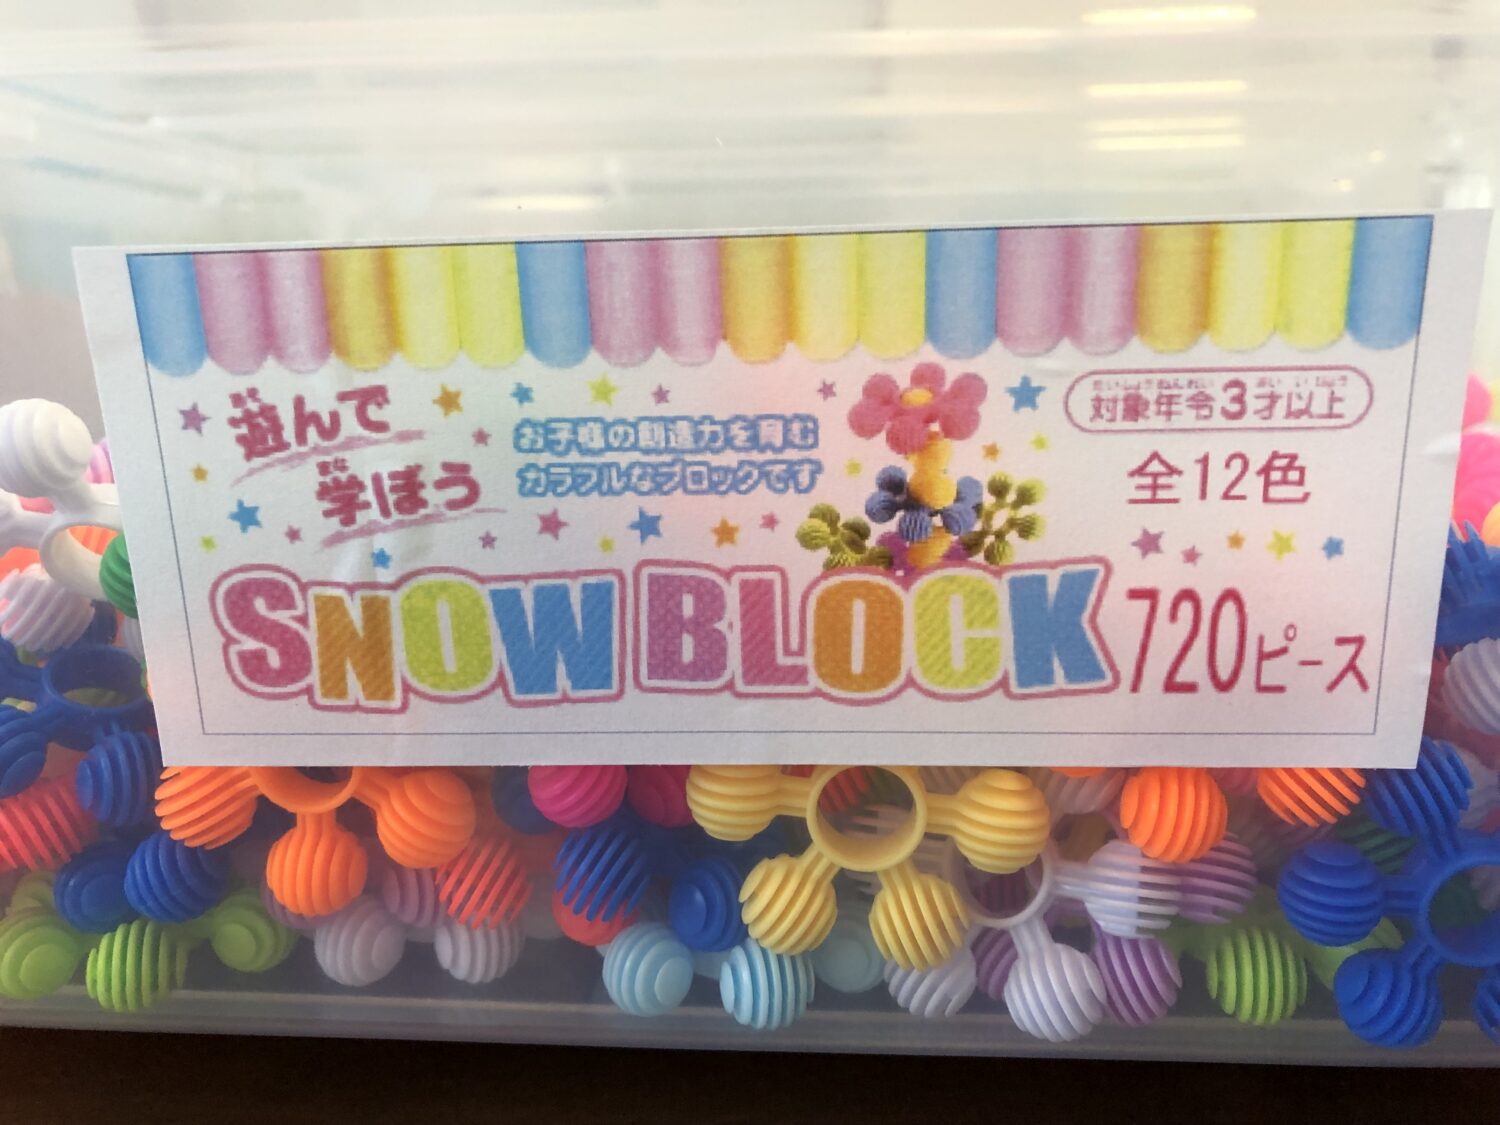 遊んで
学ぼう
お子様の創造力を育む
カラフルなブロックです
対象年令3才以上
全12色
SNOW BLOCK
720ピース